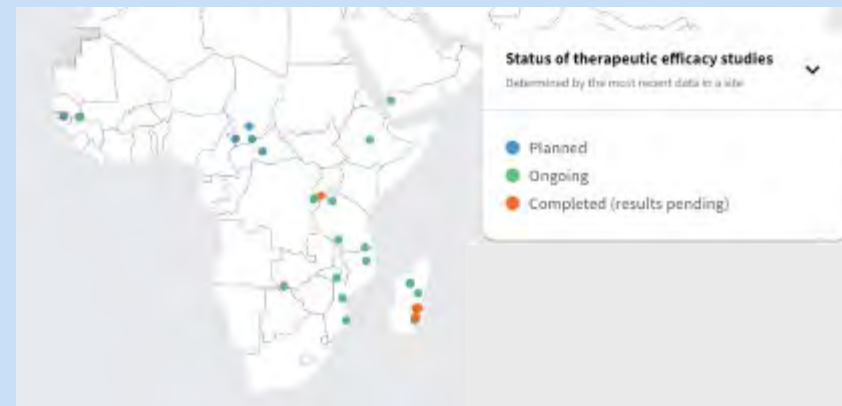 Status of therapeutic efficacy studies
Determined by the most recent data in a site
Planned
Ongoing
Completed (results pending)